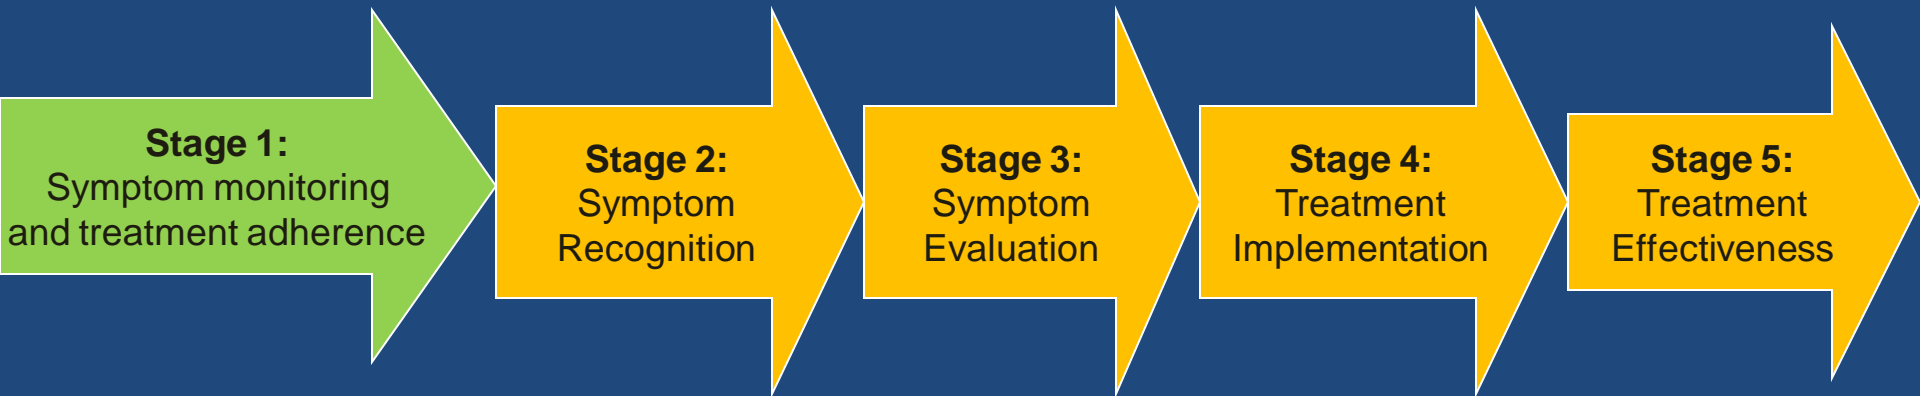 Stage 1:
Symptom monitoring
and treatment adherence
Stage 2:
Symptom
Recognition
Stage 3:
Symptom
Evaluation
Stage 4:
Treatment
Implementation
Stage 5:
Treatment
Effectiveness